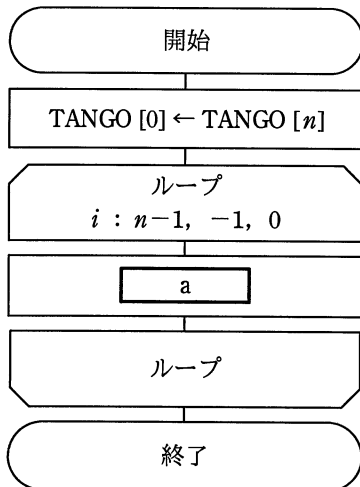 開始
TANGO [0] ← TANGO [n]
ループ
i : n−1, −1, 0
a
ループ
終了